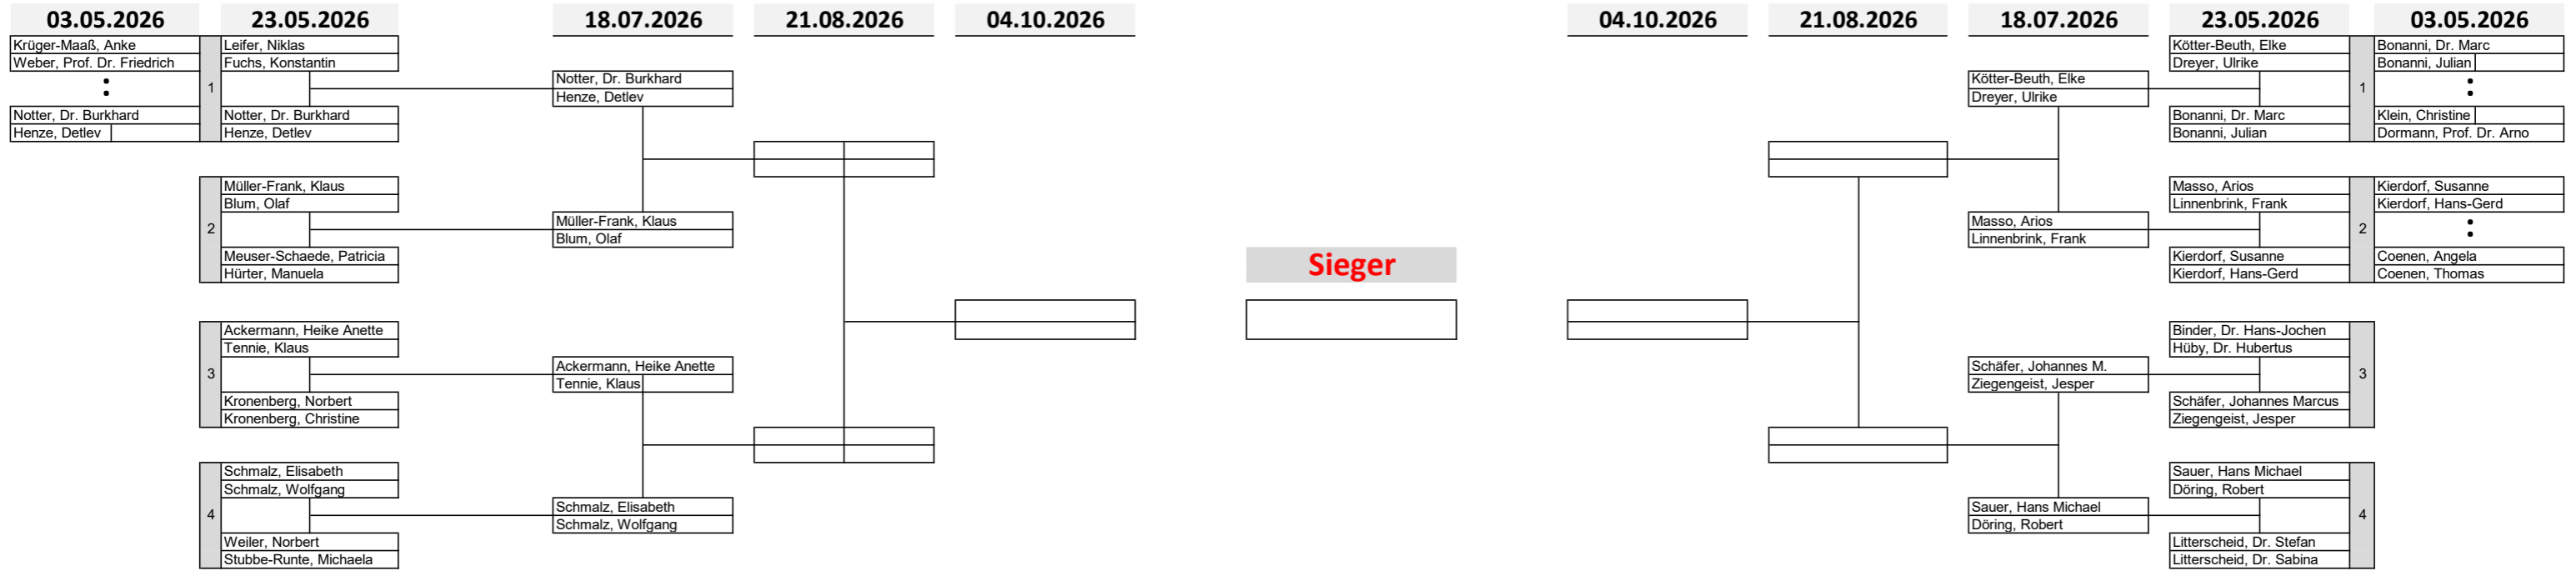 03.05.2026 23.05.2026 18.07.2026 21.08.2026 04.10.2026 04.10.2026 21.08.2026 18.07.2026 23.05.2026 03.05.2026
Krüger-Maaß, Anke
Weber, Prof. Dr. Friedrich
:
Notter, Dr. Burkhard
Henze, Detlev
1
Leifer, Niklas
Fuchs, Konstantin
Notter, Dr. Burkhard
Henze, Detlev
2
Müller-Frank, Klaus
Blum, Olaf
Meuser-Schaede, Patricia
Hürter, Manuela
3
Ackermann, Heike Anette
Tennie, Klaus
Kronenberg, Norbert
Kronenberg, Christine
4
Schmalz, Elisabeth
Schmalz, Wolfgang
Weiler, Norbert
Stubbe-Runte, Michaela
Notter, Dr. Burkhard
Henze, Detlev
Müller-Frank, Klaus
Blum, Olaf
Ackermann, Heike Anette
Tennie, Klaus
Schmalz, Elisabeth
Schmalz, Wolfgang
Sieger
Kötter-Beuth, Elke
Dreyer, Ulrike
Masso, Arios
Linnenbrink, Frank
Schäfer, Johannes M.
Ziegengeist, Jesper
Sauer, Hans Michael
Döring, Robert
Kötter-Beuth, Elke
Dreyer, Ulrike
Bonanni, Dr. Marc
Bonanni, Julian
1
Masso, Arios
Linnenbrink, Frank
Kierdorf, Susanne
Kierdorf, Hans-Gerd
2
Binder, Dr. Hans-Jochen
Hüby, Dr. Hubertus
Schäfer, Johannes Marcus
Ziegengeist, Jesper
3
Sauer, Hans Michael
Döring, Robert
Litterscheid, Dr. Stefan
Litterscheid, Dr. Sabina
4
Bonanni, Dr. Marc
Bonanni, Julian
:
Klein, Christine
Dormann, Prof. Dr. Arno
Kierdorf, Susanne
Kierdorf, Hans-Gerd
:
Coenen, Angela
Coenen, Thomas